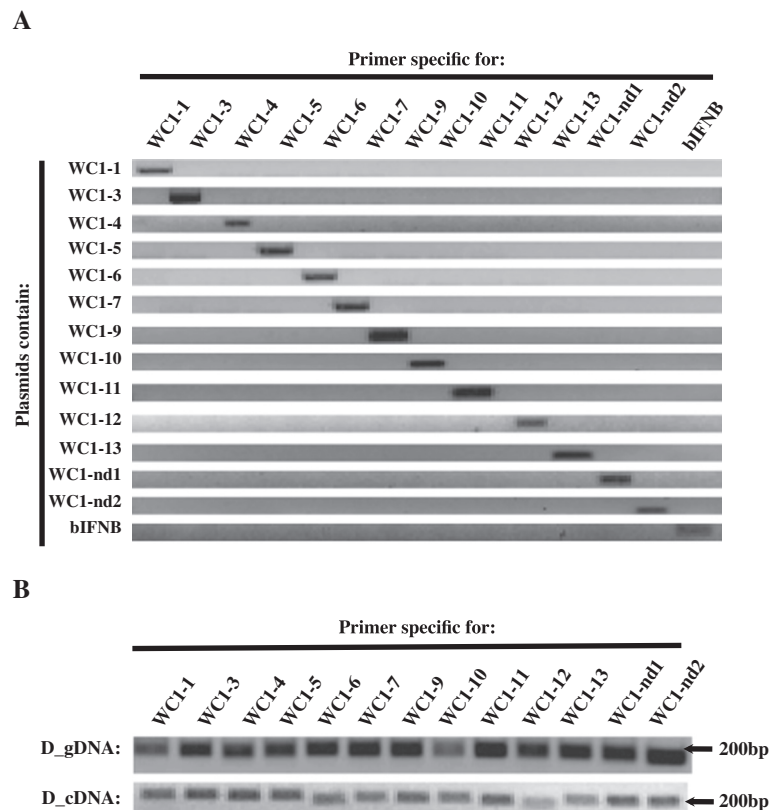 A
Primer specific for:
WC1-1 WC1-3 WC1-4 WC1-5 WC1-6 WC1-7 WC1-9 WC1-10 WC1-11 WC1-12 WC1-13 WC1-nd1 WC1-nd2 bIFNB
Plasmids contain:
WC1-1
WC1-3
WC1-4
WC1-5
WC1-6
WC1-7
WC1-9
WC1-10
WC1-11
WC1-12
WC1-13
WC1-nd1
WC1-nd2
bIFNB
B
Primer specific for:
WC1-1 WC1-3 WC1-4 WC1-5 WC1-6 WC1-7 WC1-9 WC1-10 WC1-11 WC1-12 WC1-13 WC1-nd1 WC1-nd2
D_gDNA: 200bp
D_cDNA: 200bp